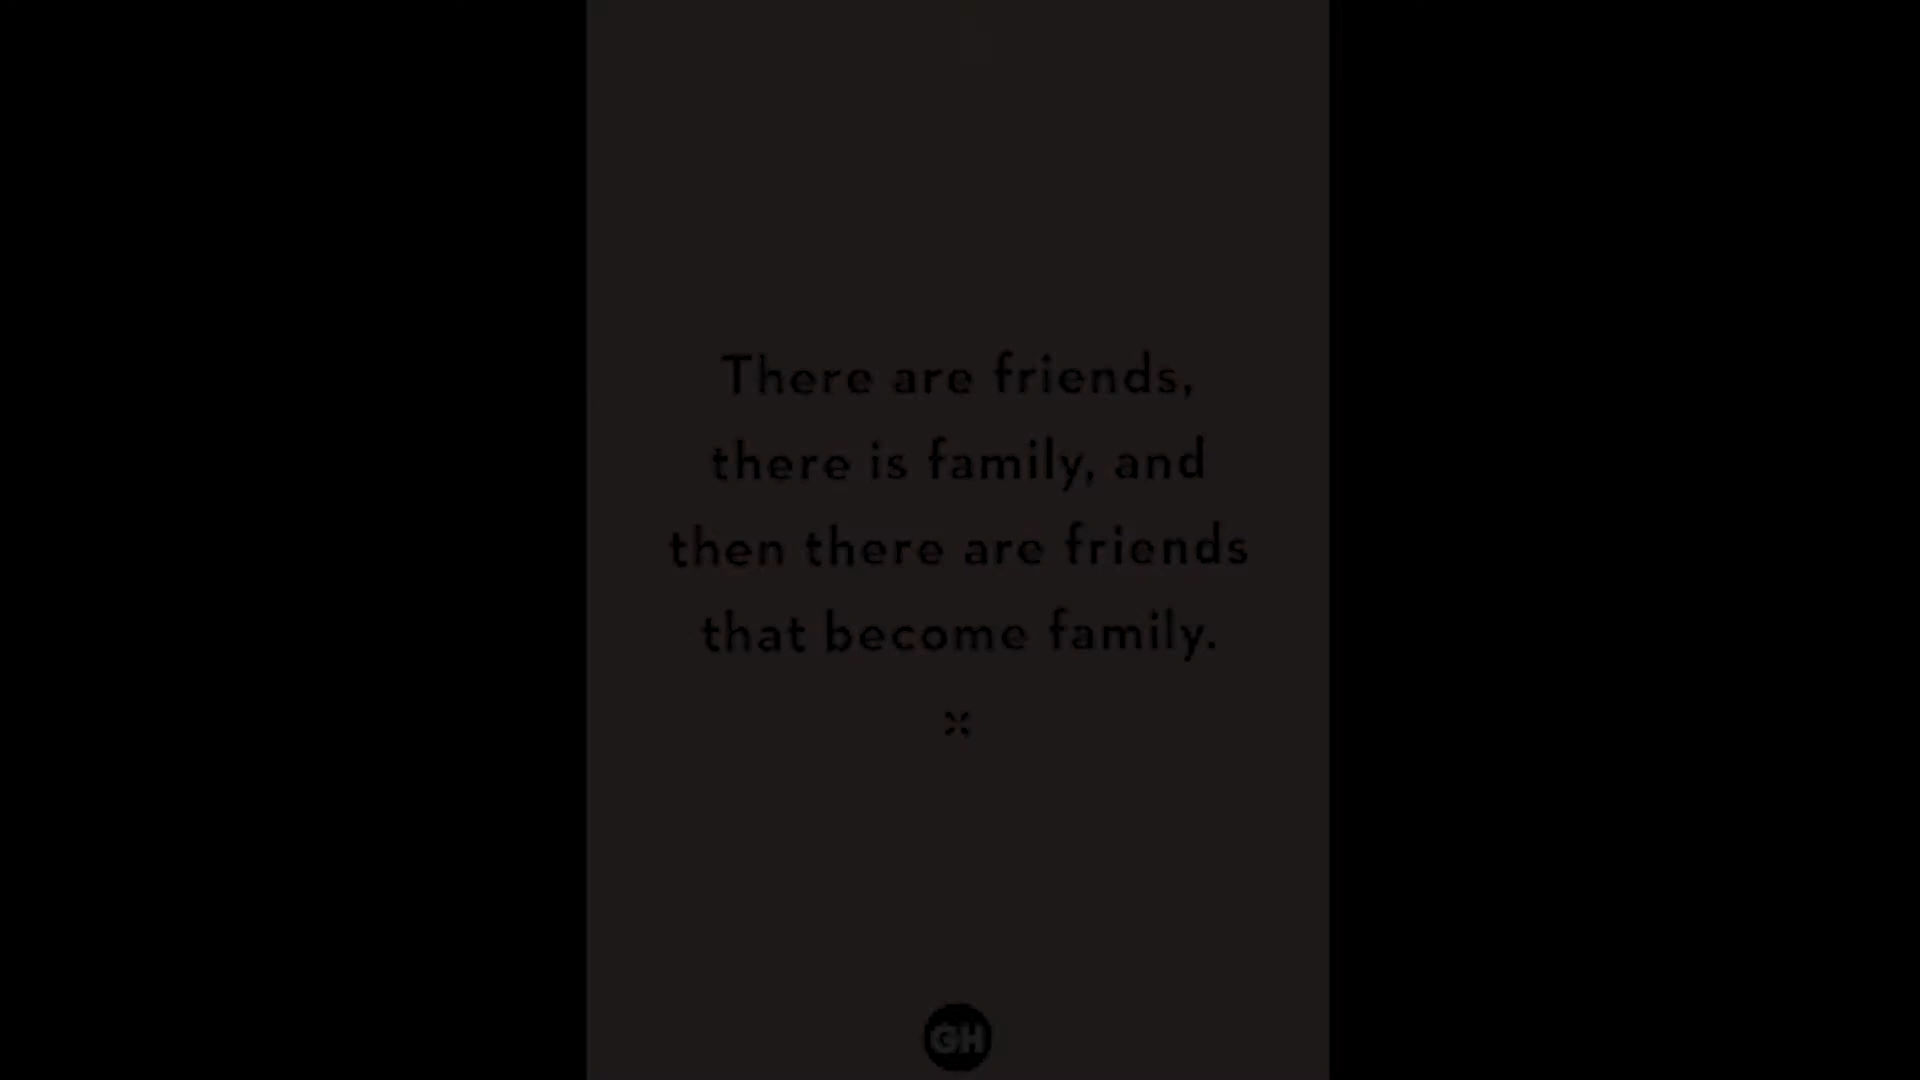 There are friends,
there is family, and
then there are friends
that become family.
GH